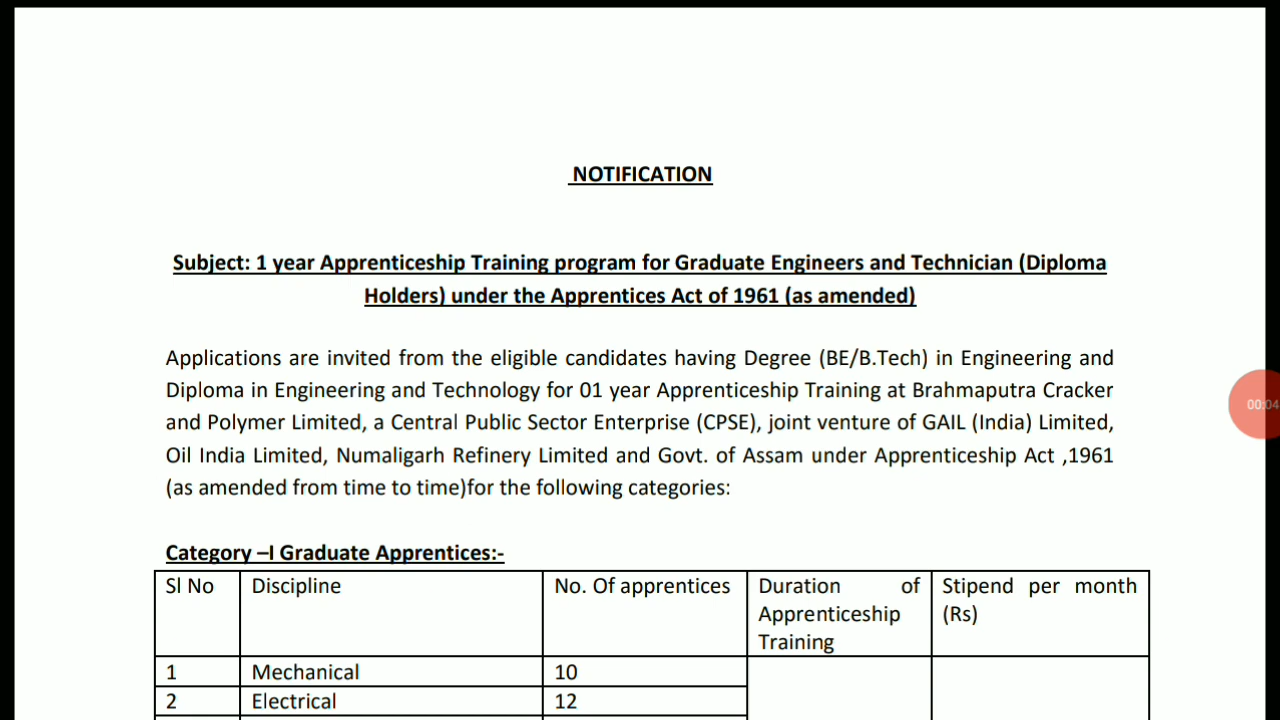 NOTIFICATION
Subject: 1 year Apprenticeship Training program for Graduate Engineers and Technician (Diploma
Holders) under the Apprentices Act of 1961 (as amended)
Applications are invited from the eligible candidates having Degree (BE/B.Tech) in Engineering and
Diploma in Engineering and Technology for 01 year Apprenticeship Training at Brahmaputra Cracker
and Polymer Limited, a Central Public Sector Enterprise (CPSE), joint venture of GAIL (India) Limited,
Oil India Limited, Numaligarh Refinery Limited and Govt. of Assam under Apprenticeship Act ,1961
(as amended from time to time)for the following categories:
00:04
Category –I Graduate Apprentices:-
Sl No Discipline No. Of apprentices Duration of Stipend per month
Apprenticeship (Rs)
Training
1 Mechanical 10
2 Electrical 12